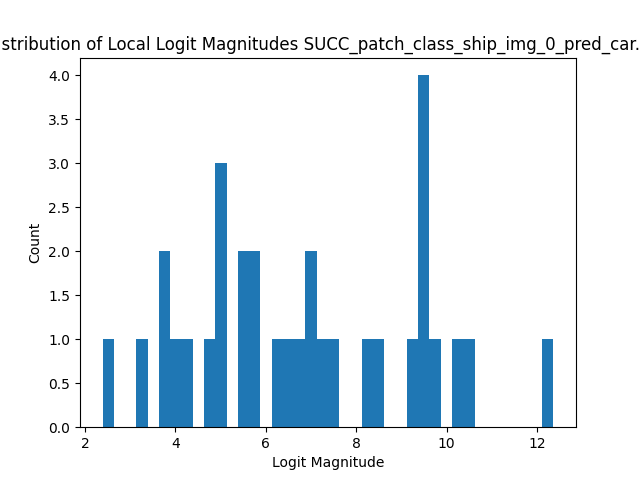 stribution of Local Logit Magnitudes SUCC_patch_class_ship_img_0_pred_car.
4.0
3.5
3.0
2.5
2.0
1.5
1.0
0.5
0.0
Count
2 4 6 8 10 12
Logit Magnitude